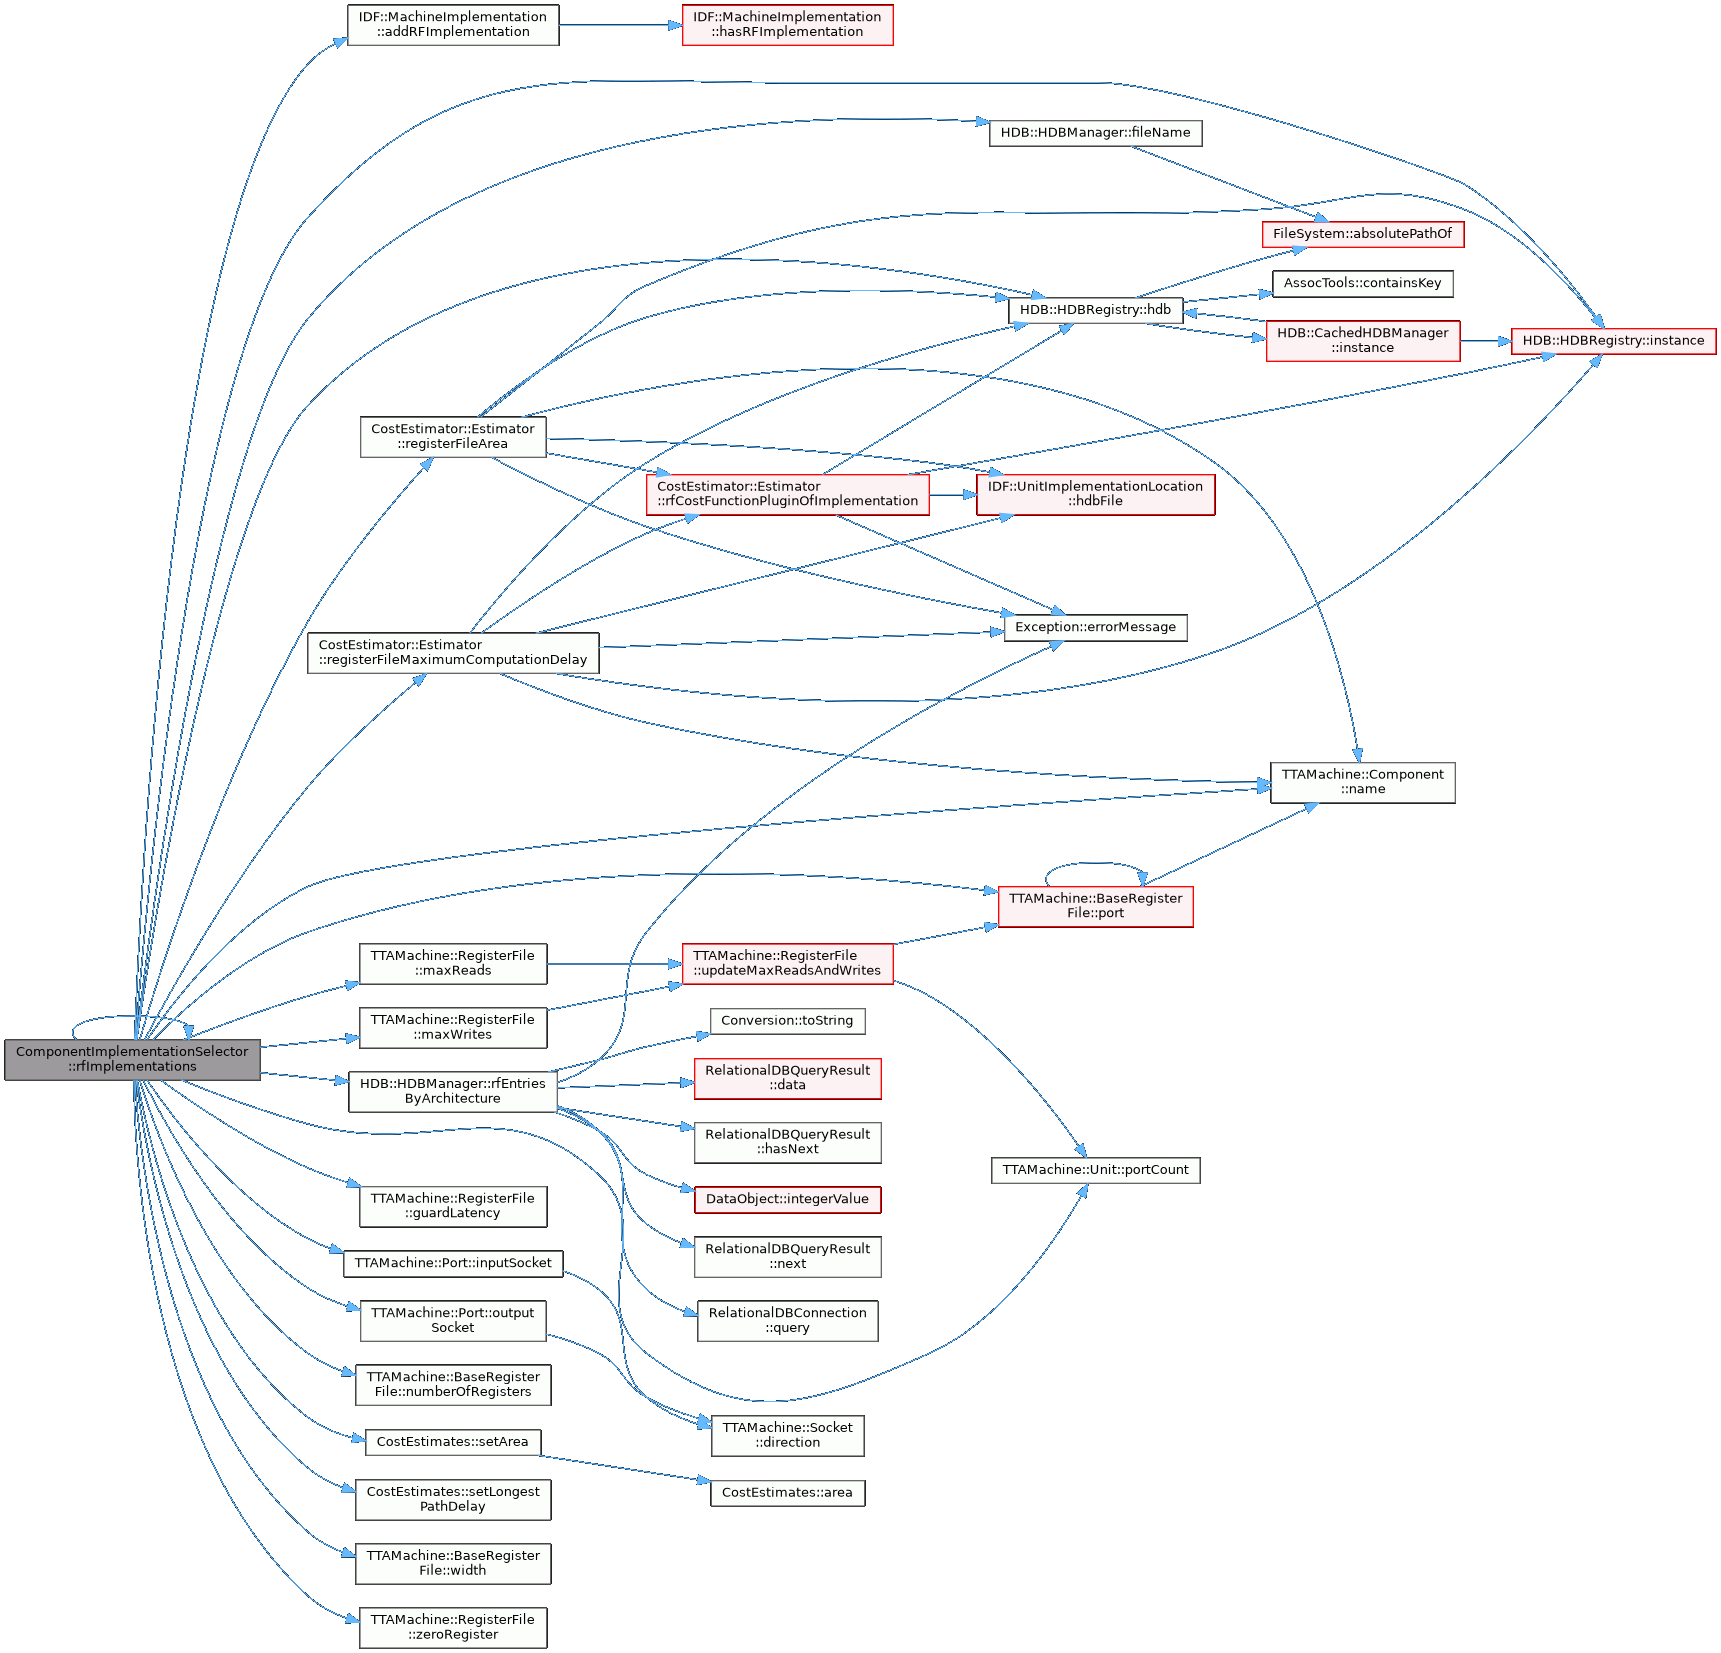 IDF::MachineImplementation
::addRFImplementation
IDF::MachineImplementation
::hasRFImplementation
HDB::HDBManager::fileName
FileSystem::absolutePathOf
AssocTools::containsKey
HDB::HDBRegistry::hdb
HDB::CachedHDBManager
::instance
HDB::HDBRegistry::instance
CostEstimator::Estimator
::registerFileArea
CostEstimator::Estimator
::rfCostFunctionPluginOfImplementation
IDF::UnitImplementationLocation
::hdbFile
Exception::errorMessage
CostEstimator::Estimator
::registerFileMaximumComputationDelay
TTAMachine::Component
::name
TTAMachine::BaseRegister
File::port
TTAMachine::RegisterFile
::maxReads
TTAMachine::RegisterFile
::updateMaxReadsAndWrites
TTAMachine::RegisterFile
::maxWrites
Conversion::toString
ComponentImplementationSelector
::rfImplementations
HDB::HDBManager::rfEntries
ByArchitecture
RelationalDBQueryResult
::data
RelationalDBQueryResult
::hasNext
TTAMachine::Unit::portCount
TTAMachine::RegisterFile
::guardLatency
DataObject::integerValue
TTAMachine::Port::inputSocket
RelationalDBQueryResult
::next
TTAMachine::Port::output
Socket
RelationalDBConnection
::query
TTAMachine::BaseRegister
File::numberOfRegisters
CostEstimates::setArea
TTAMachine::Socket
::direction
CostEstimates::setLongest
PathDelay
CostEstimates::area
TTAMachine::BaseRegister
File::width
TTAMachine::RegisterFile
::zeroRegister